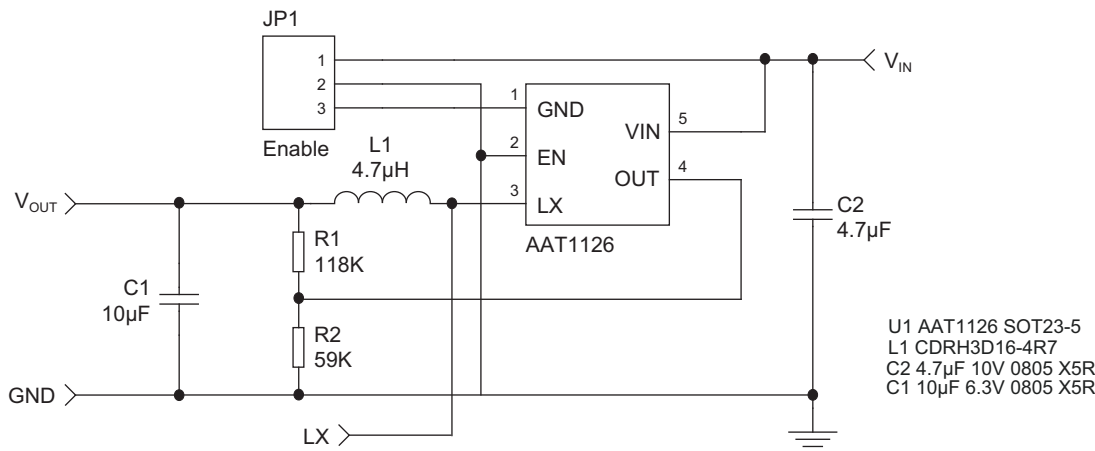 JP1
1
2
3
Enable
V_IN
1
GND
2
EN
3
LX
VIN
5
OUT
4
AAT1126
L1
4.7µH
V_OUT
R1
118K
C1
10µF
R2
59K
C2
4.7µF
GND
LX
U1 AAT1126 SOT23-5
L1 CDRH3D16-4R7
C2 4.7µF 10V 0805 X5R
C1 10µF 6.3V 0805 X5R